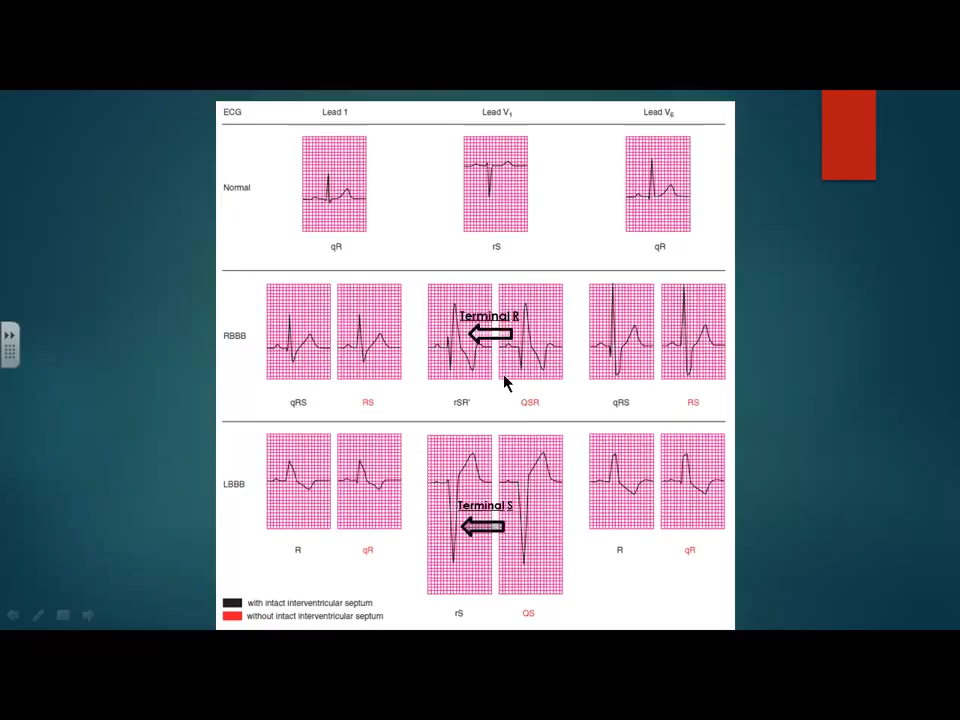 ECG Lead 1 Lead V1 Lead V6
Normal
qR rS qR
Terminal R
RBBB
qRS RS rSR' QSR qRS RS
LBBB
Terminal S
R qR R qR
with intact interventricular septum
rS QS
without intact interventricular septum